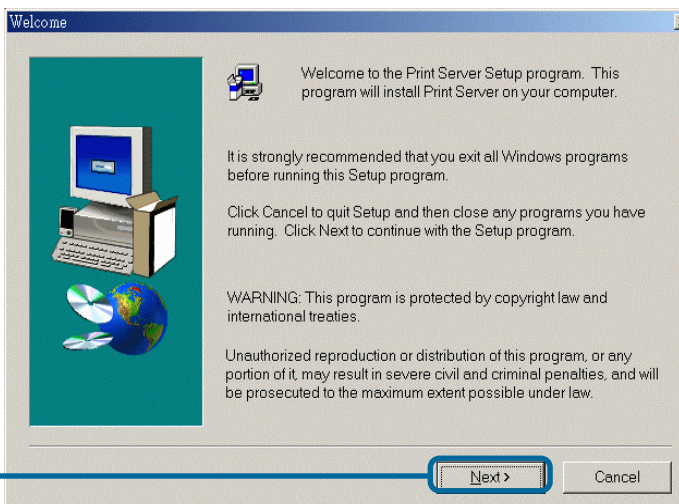 Welcome
Welcome to the Print Server Setup program. This
program will install Print Server on your computer.
It is strongly recommended that you exit all Windows programs
before running this Setup program.
Click Cancel to quit Setup and then close any programs you have
running. Click Next to continue with the Setup program.
WARNING: This program is protected by copyright law and
international treaties.
Unauthorized reproduction or distribution of this program, or any
portion of it, may result in severe civil and criminal penalties, and will
be prosecuted to the maximum extent possible under law.
Next >
Cancel